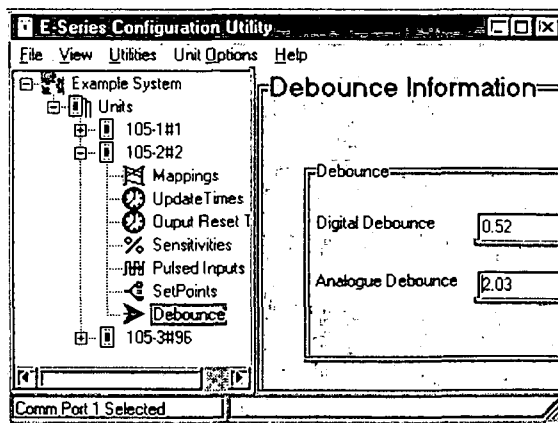 E-Series Configuration Utility
File View Utilities Unit Options Help
Example System
Units
105-1#1
105-2#2
Mappings
Update Times
Ouput Reset T
Sensitivities
Pulsed Inputs
SetPoints
Debounce
105-3#96
Debounce Information
Debounce
Digital Debounce 0.52
Analogue Debounce 2.03
Comm Port 1 Selected